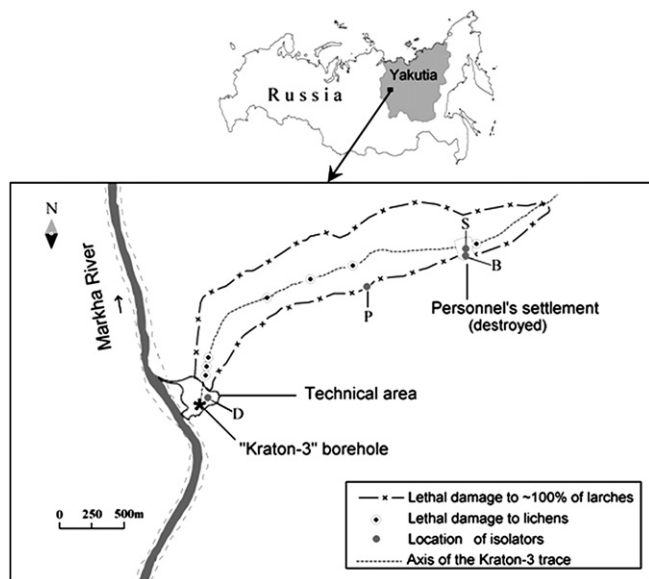 Yakutia
Russia
N
Markha River
S
B
P
Personnel's settlement
(destroyed)
Technical area
D
"Kraton-3" borehole
0 250 500m
Lethal damage to ~100% of larches
Lethal damage to lichens
Location of isolators
Axis of the Kraton-3 trace